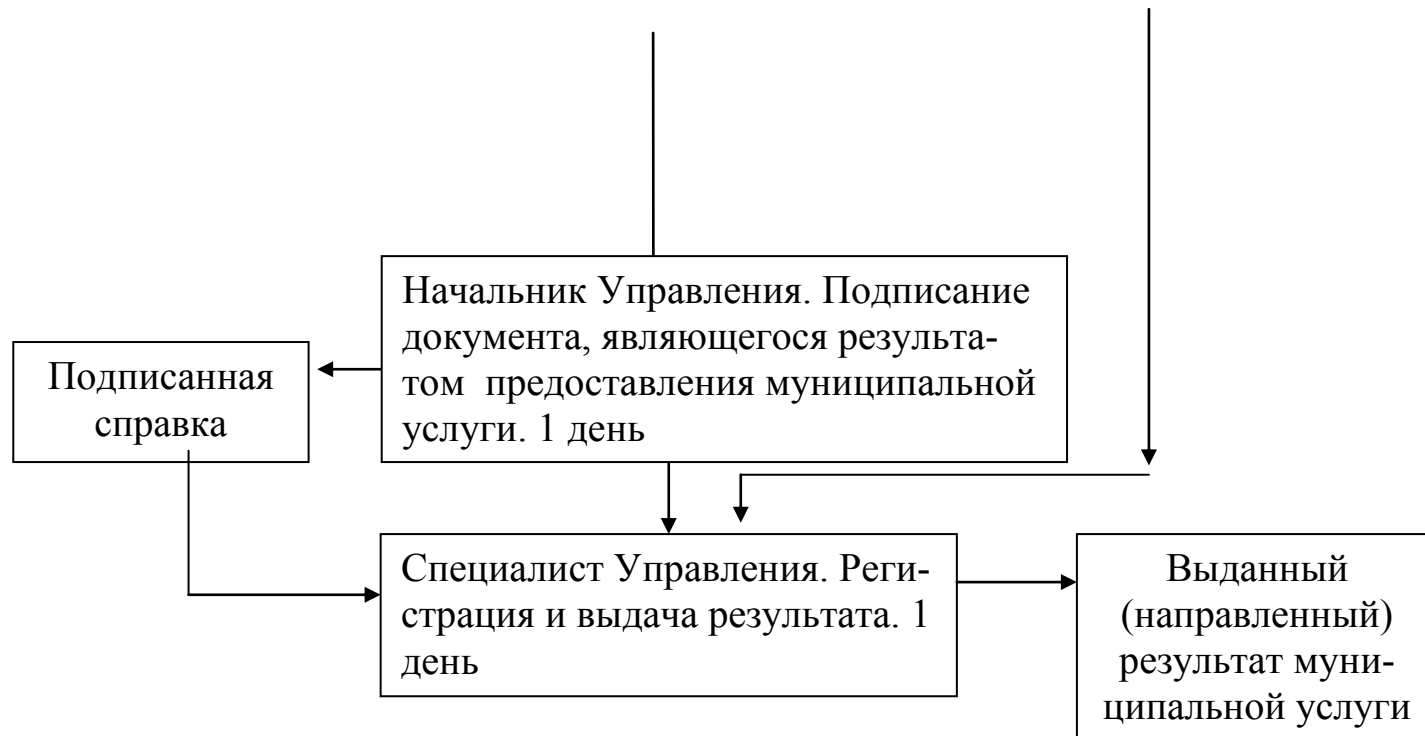 Начальник Управления. Подписание
документа, являющегося результа-
том предоставления муниципальной
услуги. 1 день
Подписанная
справка
Специалист Управления. Реги-
страция и выдача результата. 1
день
Выданный
(направленный)
результат муни-
ципальной услуги